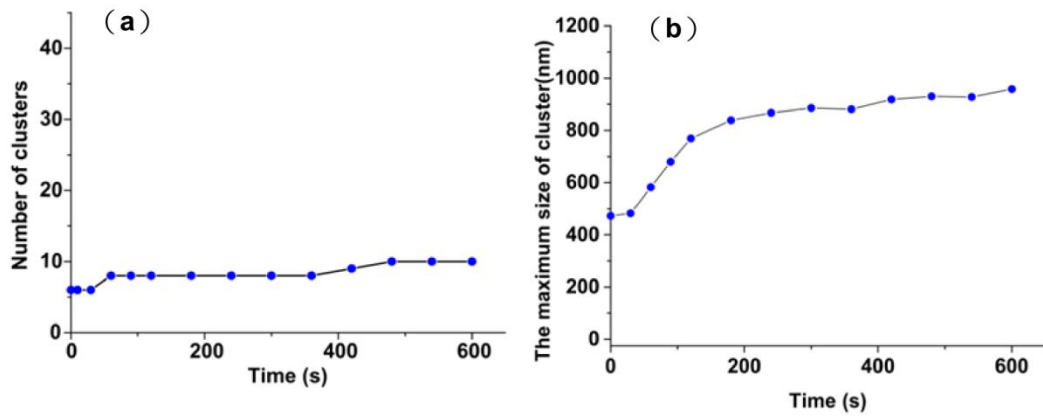 （a）
Number of clusters
40
30
20
10
0
0 200 400 600
Time (s)
（b）
The maximum size of cluster(nm)
1200
1000
800
600
400
200
0
0 200 400 600
Time (s)